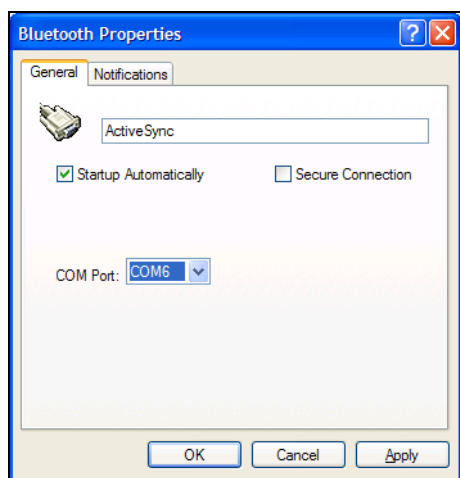 Bluetooth Properties
General Notifications
ActiveSync
Startup Automatically Secure Connection
COM Port: COM6
OK Cancel Apply